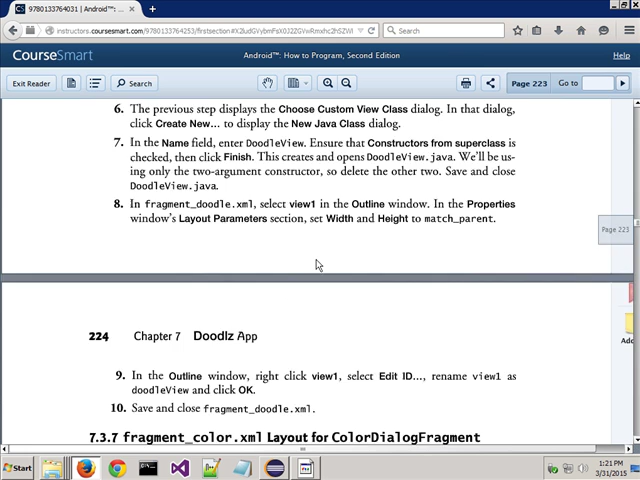 9780133764031 | Android™: ...
instructors.coursesmart.com/9780133764253/firstsection#X2ludGVybmFsX0J2ZGVwRmxhc2hSZWl
Search
CourseSmart
Android™: How to Program, Second Edition
Help
Exit Reader
Search
Page 223
Go to
6. The previous step displays the Choose Custom View Class dialog. In that dialog,
click Create New... to display the New Java Class dialog.
7. In the Name field, enter DoodleView. Ensure that Constructors from superclass is
checked, then click Finish. This creates and opens DoodleView.java. We'll be us-
ing only the two-argument constructor, so delete the other two. Save and close
DoodleView.java.
8. In fragment_doodle.xml, select view1 in the Outline window. In the Properties
window's Layout Parameters section, set Width and Height to match_parent.
Page 223
224 Chapter 7 Doodlz App
9. In the Outline window, right click view1, select Edit ID..., rename view1 as
doodleView and click OK.
10. Save and close fragment_doodle.xml.
Add
7.3.7 fragment_color.xml Layout for ColorDialogFragment
Start
1:21 PM
3/31/2015